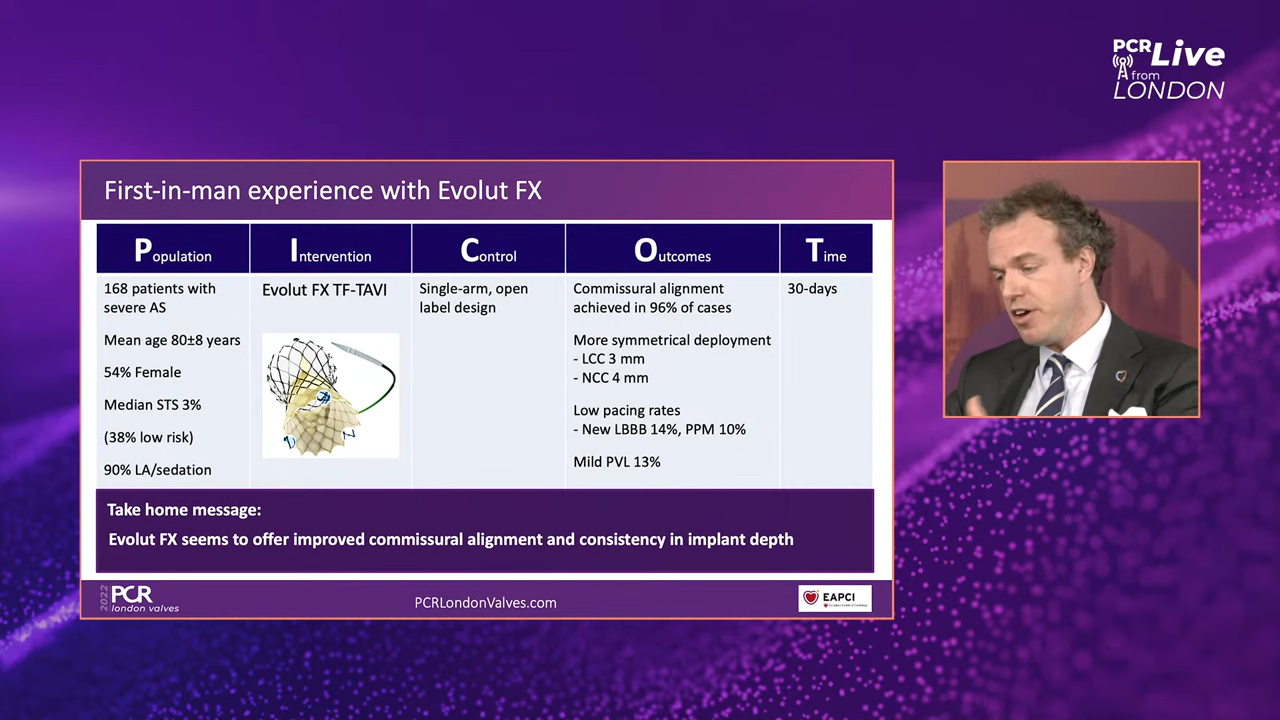 PCR Live
from
LONDON
First-in-man experience with Evolut FX
Population
Intervention
Control
Outcomes
Time
168 patients with
severe AS
Mean age 80±8 years
54% Female
Median STS 3%
(38% low risk)
90% LA/sedation
Evolut FX TF-TAVI
Single-arm, open
label design
Commissural alignment
achieved in 96% of cases
More symmetrical deployment
- LCC 3 mm
- NCC 4 mm
Low pacing rates
- New LBBB 14%, PPM 10%
Mild PVL 13%
30-days
Take home message:
Evolut FX seems to offer improved commissural alignment and consistency in implant depth
2022
PCR
london valves
PCRLondonValves.com
EAPCI